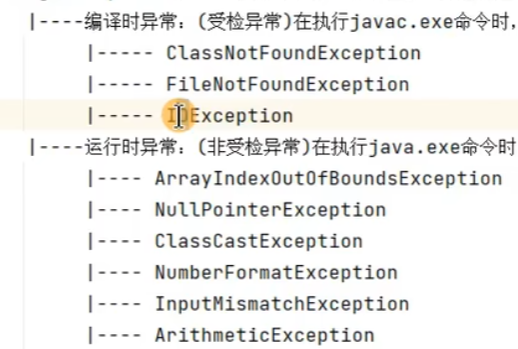 |----编译时异常：(受检异常)在执行javac.exe命令时，
|----- ClassNotFoundException
|----- FileNotFoundException
|----- IOException
|----运行时异常：(非受检异常)在执行java.exe命令时
|---- ArrayIndexOutOfBoundsException
|---- NullPointerException
|---- ClassCastException
|---- NumberFormatException
|---- InputMismatchException
|---- ArithmeticException